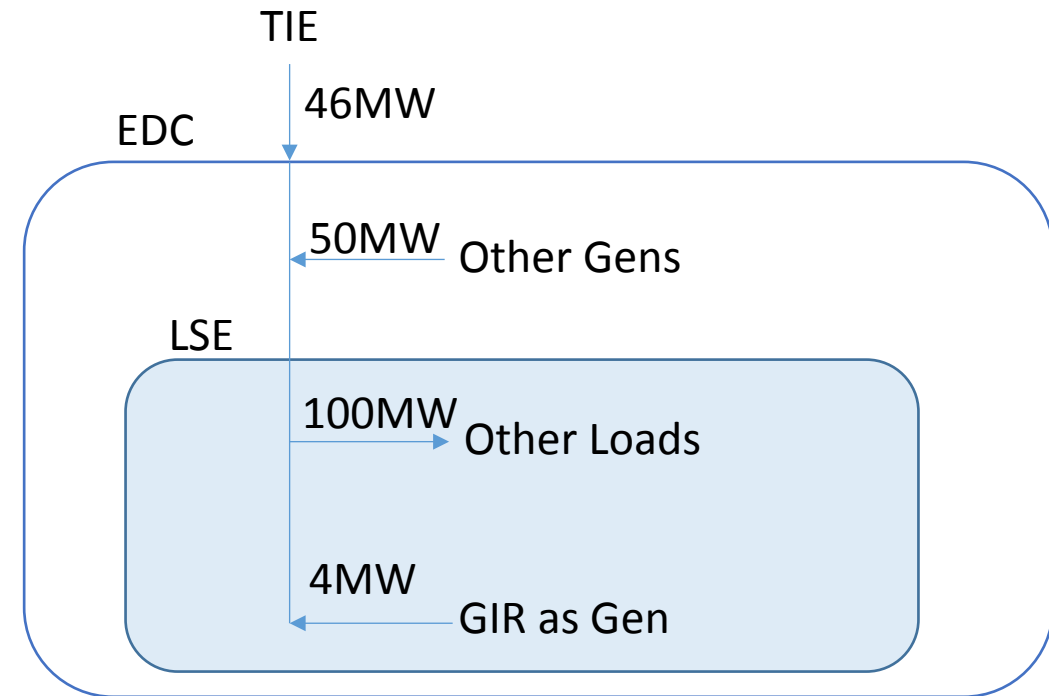 TIE
46MW
EDC
50MW
Other Gens
LSE
100MW
Other Loads
4MW
GIR as Gen